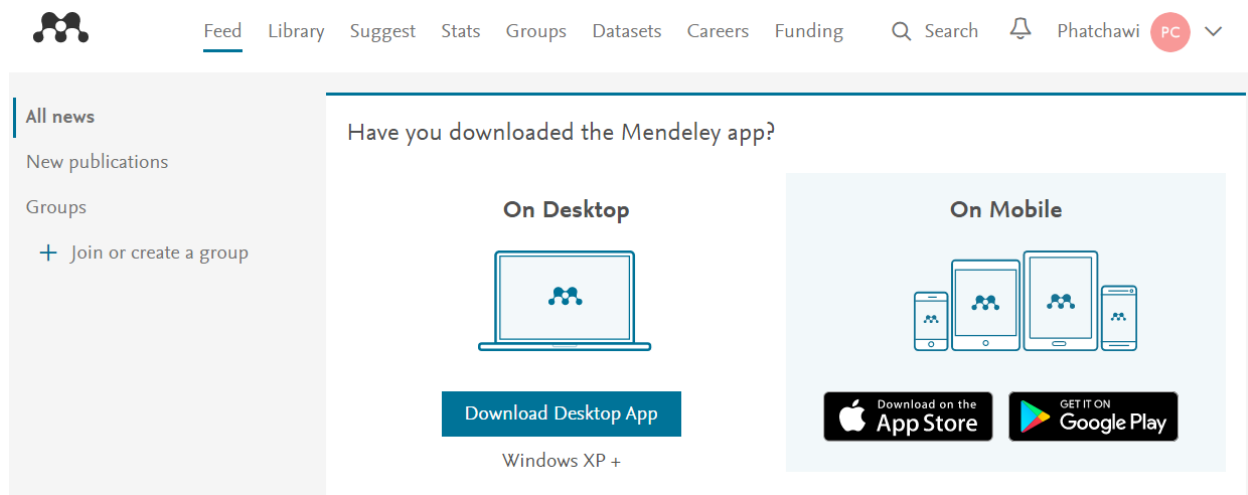 Feed Library Suggest Stats Groups Datasets Careers Funding Search Phatchawi PC
All news
New publications
Groups
+ Join or create a group
Have you downloaded the Mendeley app?
On Desktop
Download Desktop App
Windows XP +
On Mobile
Download on the
App Store
GET IT ON
Google Play